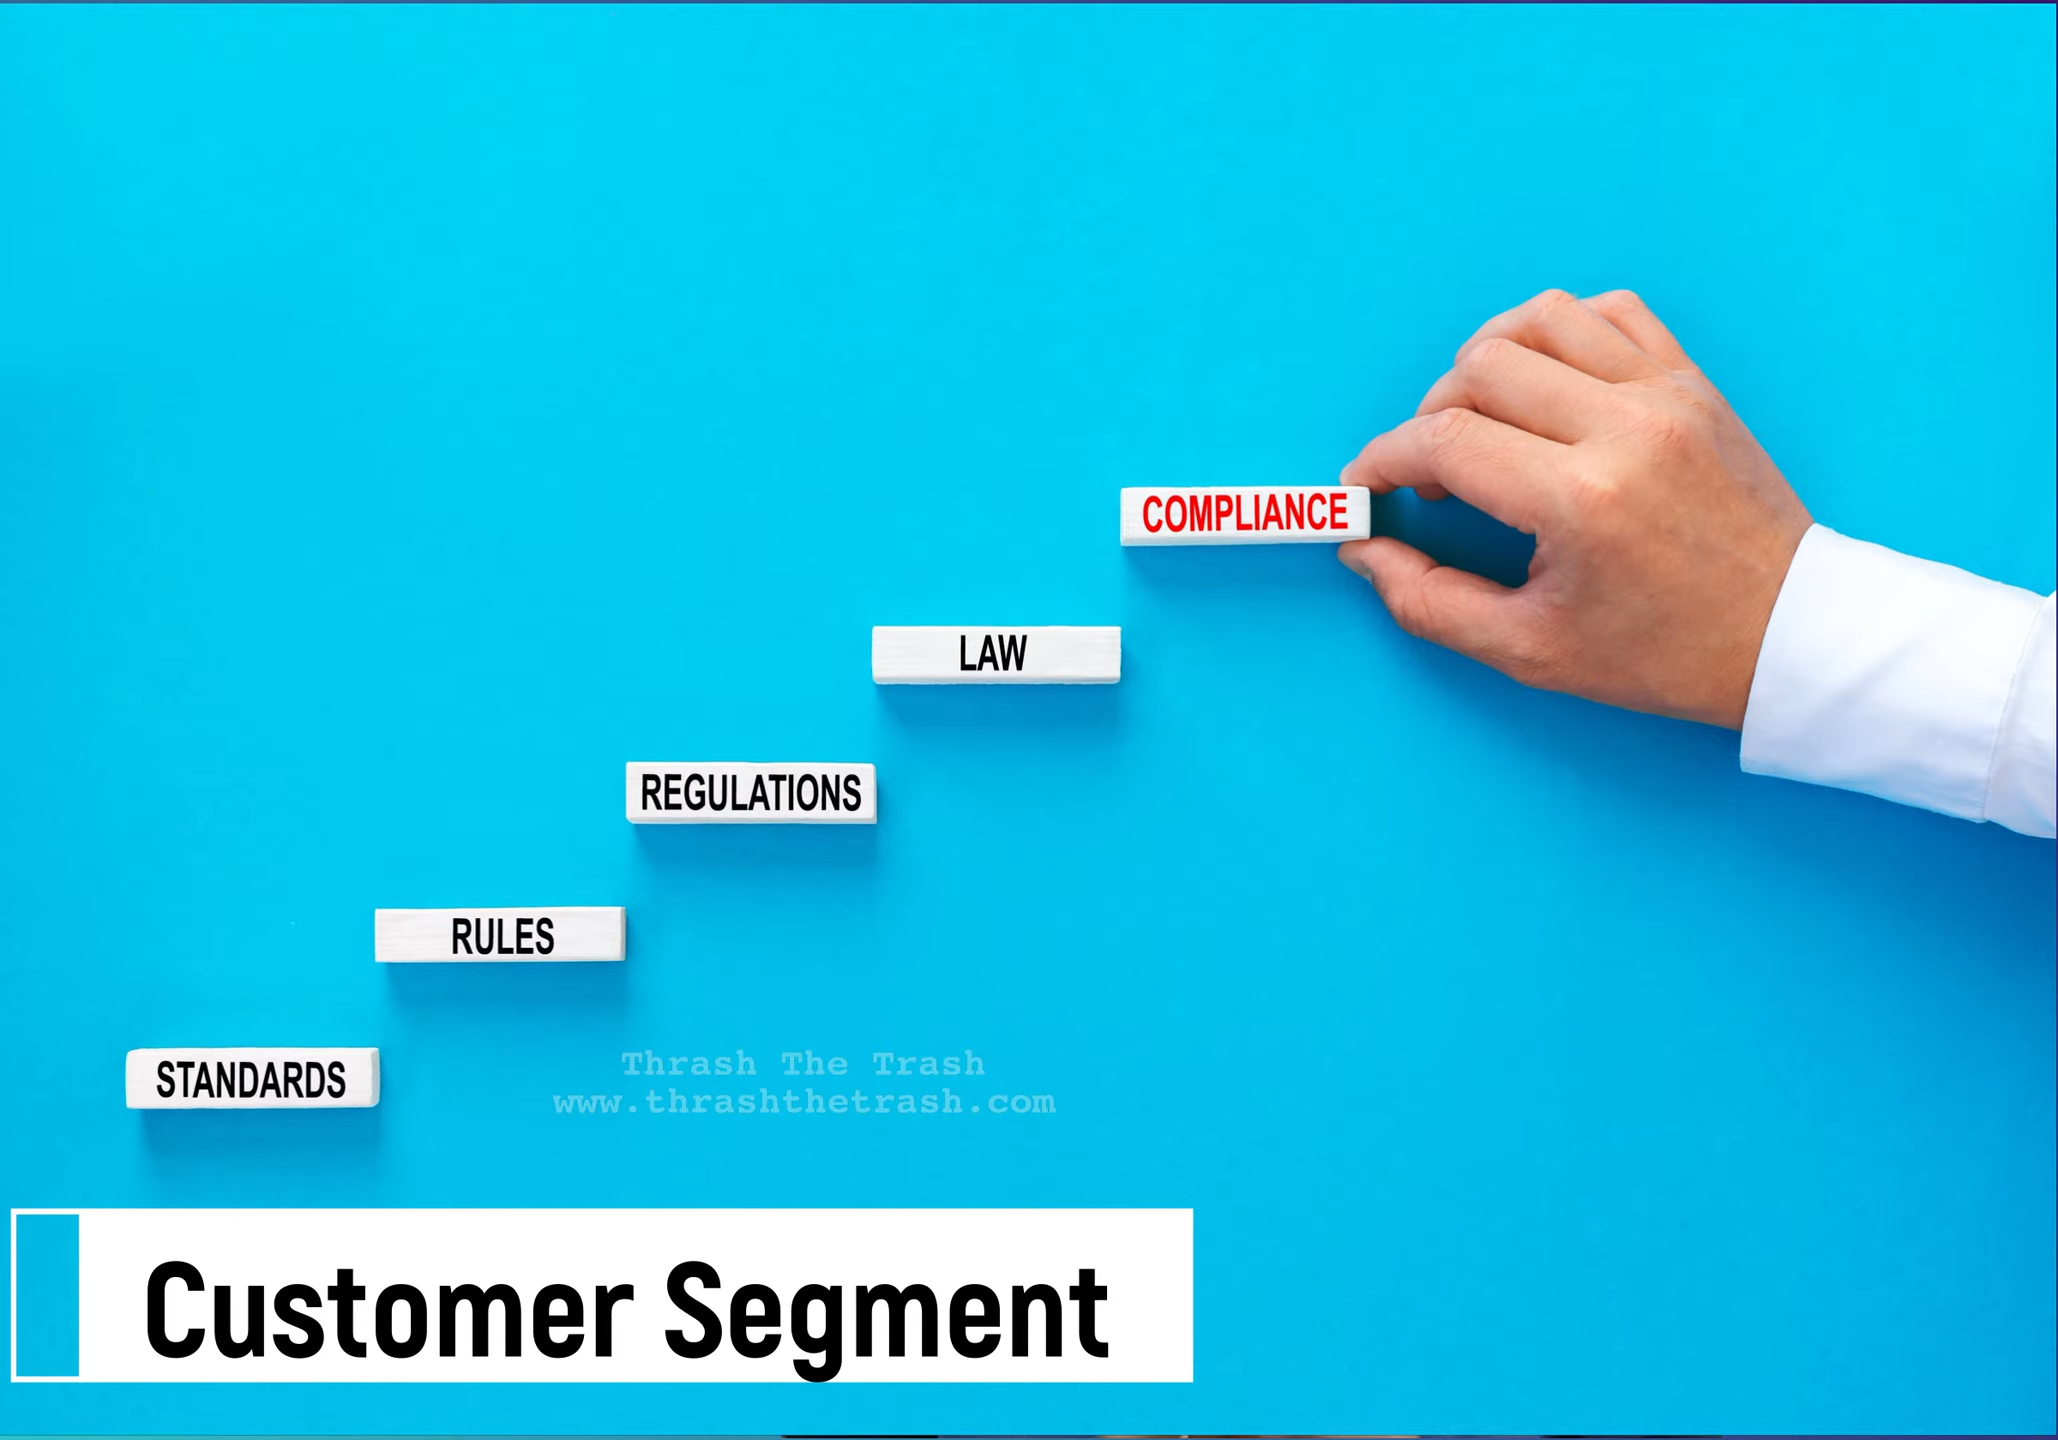 COMPLIANCE
LAW
REGULATIONS
RULES
STANDARDS
Thrash The Trash
www.thrashthetrash.com
Customer Segment